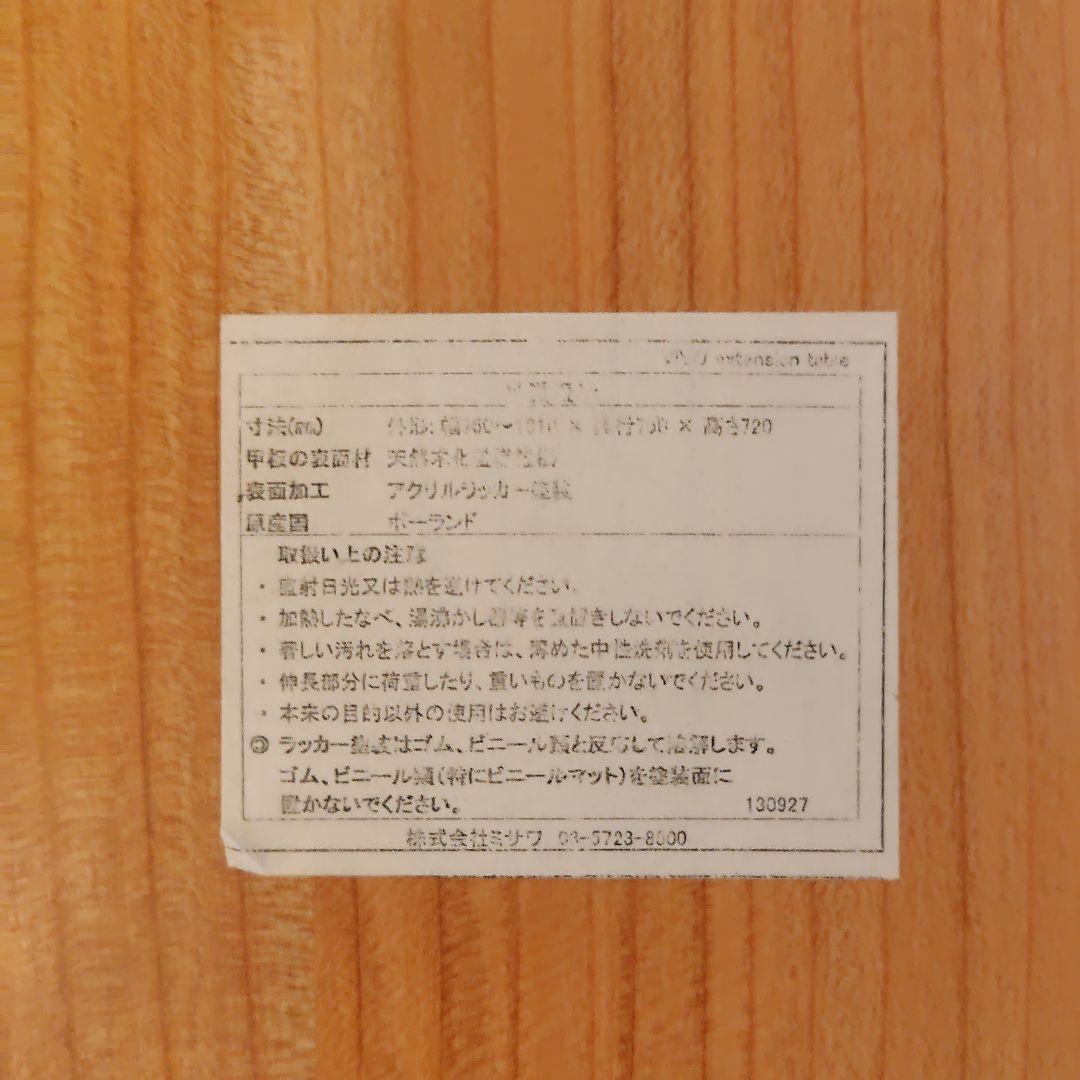 extension table
寸法(mm) 外形: × 高さ720
甲板の表面材 天然木化粧
表面加工 アクリルラッカー塗装
原産国 ポーランド
取扱い上の注意
・ 直射日光又は熱を避けてください。
・ 加熱したなべ、湯沸かし器等を直置きしないでください。
・ 著しい汚れを落とす場合は、薄めた中性洗剤を使用してください。
・ 伸長部分に荷重したり、重いものを置かないでください。
・ 本来の目的以外の使用はお避けください。
ラッカー塗装はゴム、ビニール類と反応して溶解します。
ゴム、ビニール類(特にビニールマット)を塗装面に
置かないでください。 130927
株式会社ミサワ